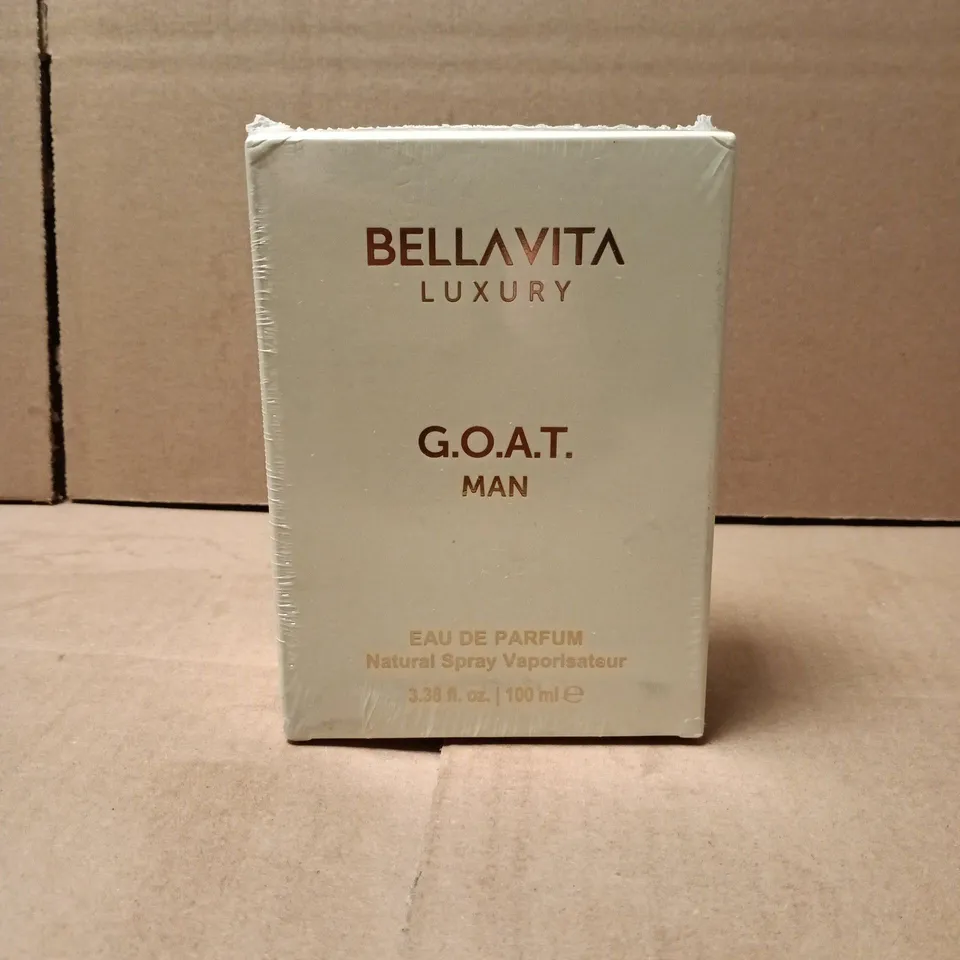 BELLAVITA
LUXURY
G.O.A.T.
MAN
EAU DE PARFUM
Natural Spray Vaporisateur
3.38 fl. oz. | 100 ml ℮